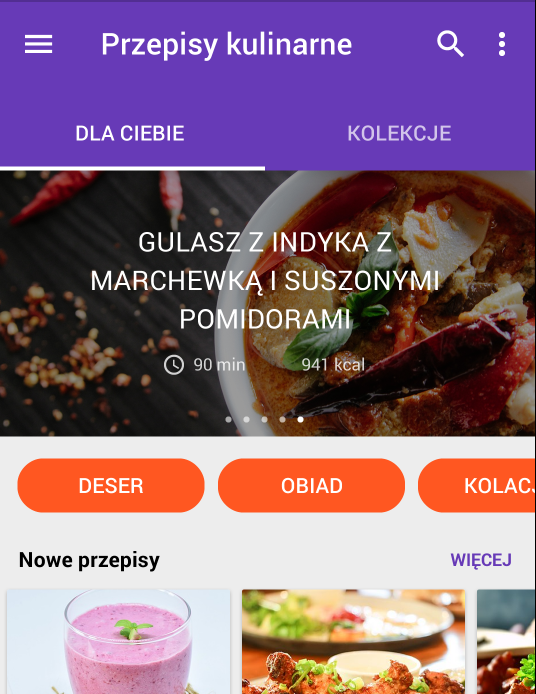 Przepisy kulinarne
DLA CIEBIE KOLEKCJE
GULASZ Z INDYKA Z
MARCHEWKĄ I SUSZONYMI
POMIDORAMI
90 min 941 kcal
DESER OBIAD KOLAC
Nowe przepisy WIĘCEJ